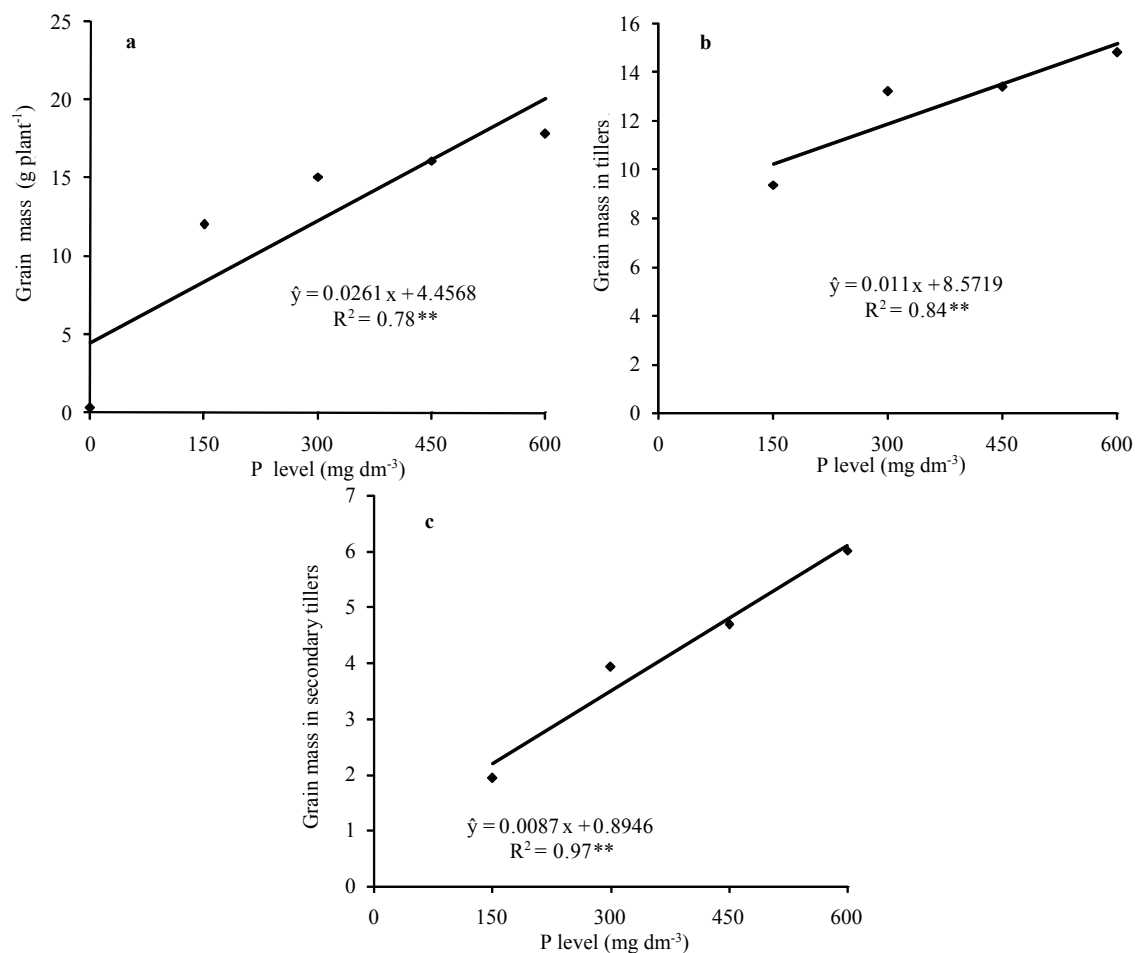 a
Grain mass (g plant⁻¹)
25
20
15
10
5
0
ŷ = 0.0261 x + 4.4568
R² = 0.78**
0 150 300 450 600
P level (mg dm⁻³)
b
Grain mass in tillers
16
14
12
10
8
6
4
2
0
ŷ = 0.011x + 8.5719
R² = 0.84**
0 150 300 450 600
P level (mg dm⁻³)
c
Grain mass in secondary tillers
7
6
5
4
3
2
1
0
ŷ = 0.0087 x + 0.8946
R² = 0.97**
0 150 300 450 600
P level (mg dm⁻³)